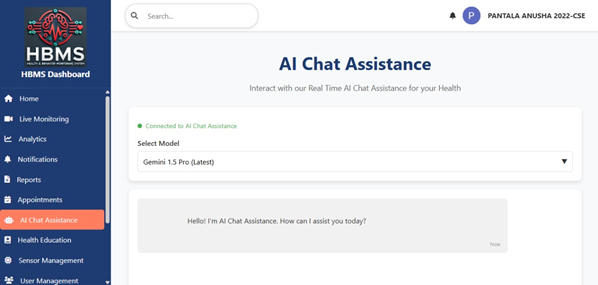 HBMS
HEALTH & BEHAVIOR MONITORING SYSTEM
HBMS Dashboard
Home
Live Monitoring
Analytics
Notifications
Reports
Appointments
AI Chat Assistance
Health Education
Sensor Management
User Management
Search...
P
PANTALA ANUSHA 2022-CSE
AI Chat Assistance
Interact with our Real Time AI Chat Assistance for your Health
Connected to AI Chat Assistance
Select Model
Gemini 1.5 Pro (Latest)
Hello! I'm AI Chat Assistance. How can I assist you today?
Now